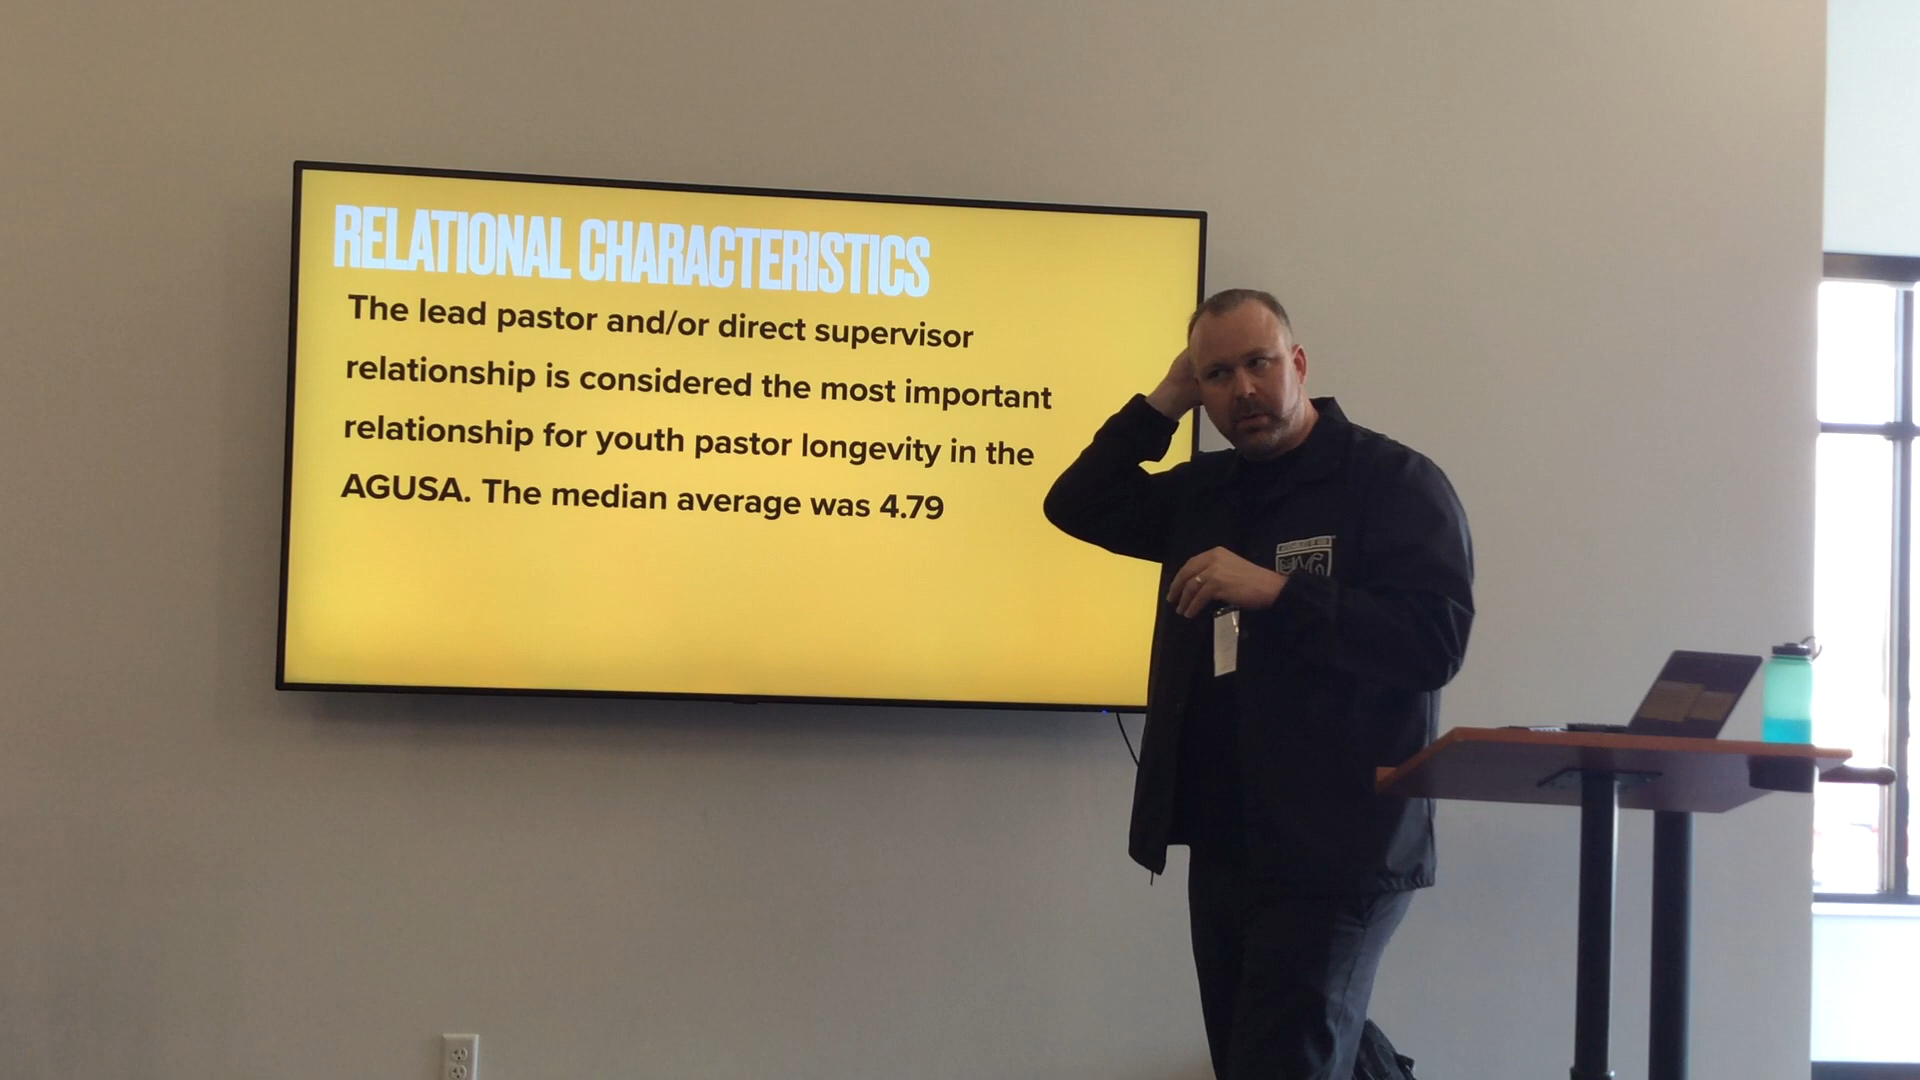 RELATIONAL CHARACTERISTICS
The lead pastor and/or direct supervisor
relationship is considered the most important
relationship for youth pastor longevity in the
AGUSA. The median average was 4.79